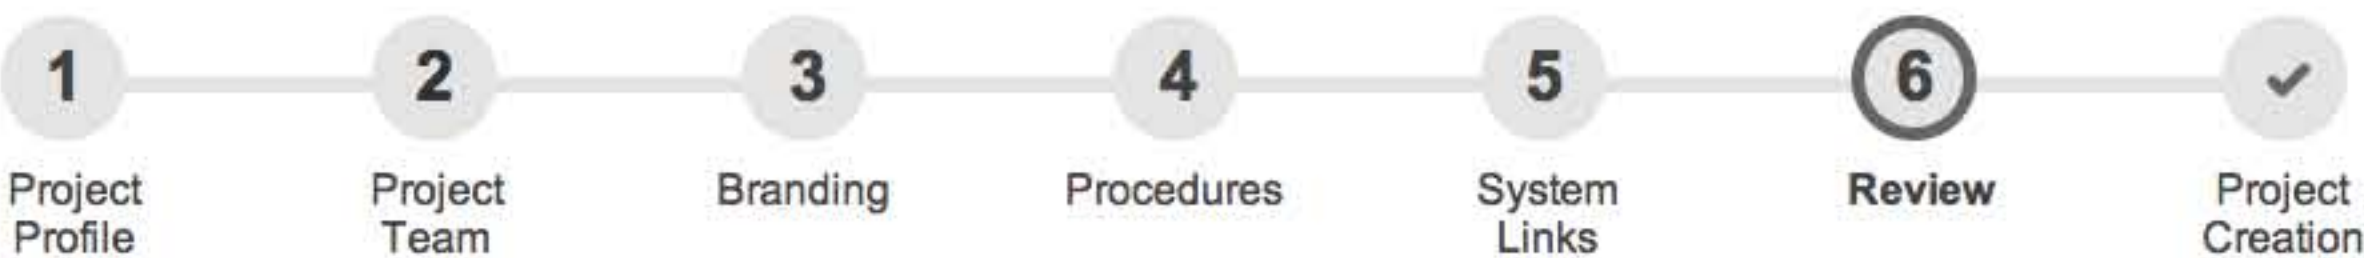 1 2 3 4 5 6
Project Profile
Project Team
Branding
Procedures
System Links
Review
Project Creation